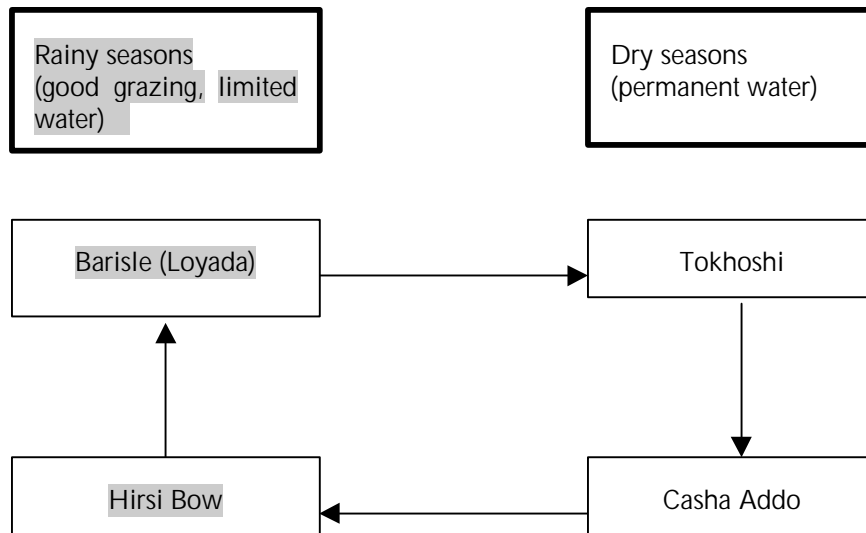 Rainy seasons
(good grazing, limited
water)
Dry seasons
(permanent water)
Barisle (Loyada)
Tokhoshi
Hirsi Bow
Casha Addo